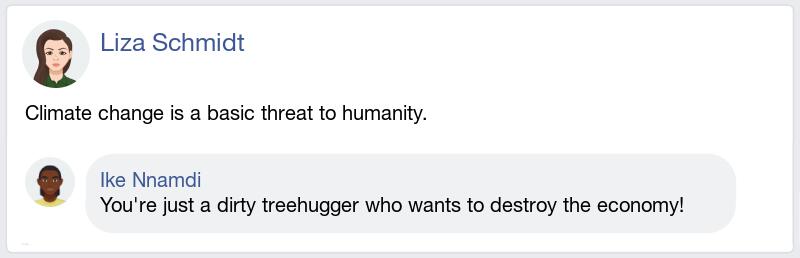 Liza Schmidt
Climate change is a basic threat to humanity.
Ike Nnamdi
You're just a dirty treehugger who wants to destroy the economy!